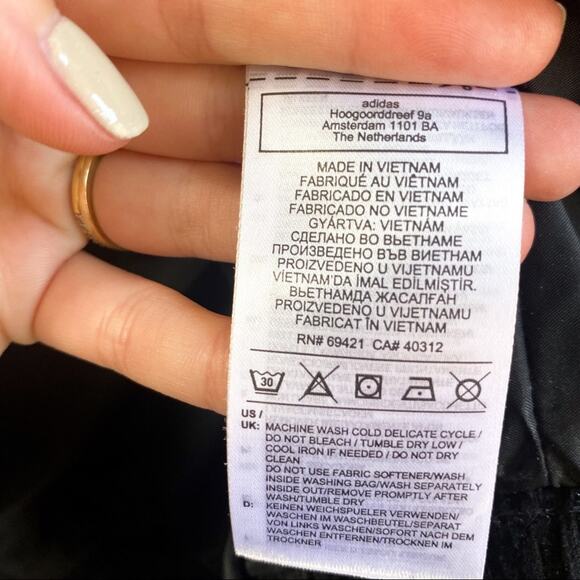 adidas
Hoogoorddreef 9a
Amsterdam 1101 BA
The Netherlands
MADE IN VIETNAM
FABRIQUÉ AU VIÊTNAM
FABRICADO EN VIETNAM
FABRICADO NO VIETNAME
GYÁRTVA: VIETNÁM
СДЕЛАНО ВО ВЬЕТНАМЕ
ПРОИЗВЕДЕНО ВЪВ ВИЕТНАМ
PROIZVEDENO U VIJETNAMU
VİETNAM'DA İMAL EDİLMİŞTİR.
ВЬЕТНАМДА ЖАСАЛҒАН
PROIZVEDENO U VIJETNAMU
FABRICAT ÎN VIETNAM
RN# 69421 CA# 40312
30
US /
UK: MACHINE WASH COLD DELICATE CYCLE /
DO NOT BLEACH / TUMBLE DRY LOW /
COOL IRON IF NEEDED / DO NOT DRY
CLEAN
DO NOT USE FABRIC SOFTENER/WASH
INSIDE WASHING BAG/WASH SEPARATELY
INSIDE OUT/REMOVE PROMPTLY AFTER
WASH/TUMBLE DRY
D: KEINEN WEICHSPUELER VERWENDEN/
WASCHEN IM WASCHBEUTEL/SEPARAT
VON LINKS WASCHEN/SOFORT NACH DEM
WASCHEN ENTFERNEN/TROCKNEN IM
TROCKNER